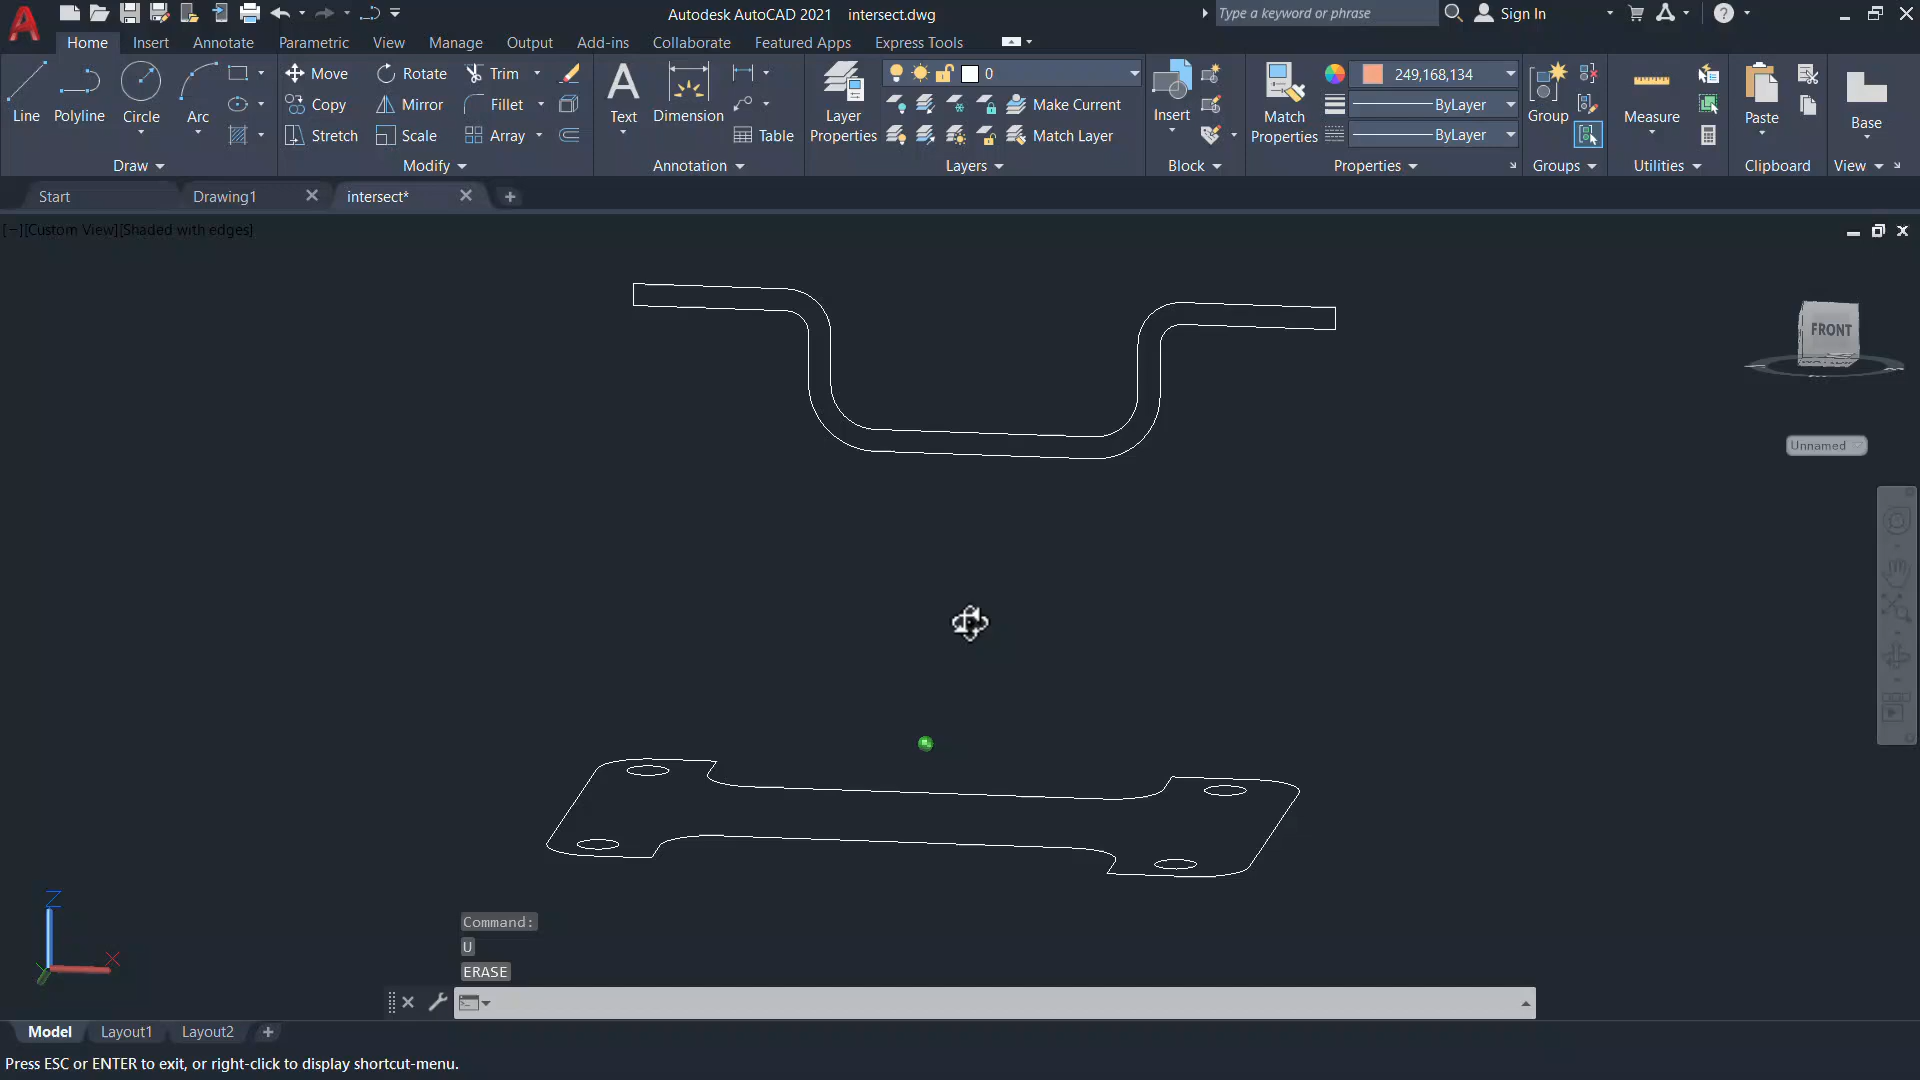 Autodesk AutoCAD 2021 intersect.dwg
Type a keyword or phrase
Sign In
Home Insert Annotate Parametric View Manage Output Add-ins Collaborate Featured Apps Express Tools
Line Polyline Circle Arc
Draw
Move Rotate Trim
Copy Mirror Fillet
Stretch Scale Array
Modify
Text Dimension Table
Annotation
Layer Properties
0
Make Current
Match Layer
Layers
Insert
Block
Match Properties
249,168,134
ByLayer
ByLayer
Properties
Group
Groups
Measure
Utilities
Paste
Clipboard
Base
View
Start Drawing1 intersect*
[−][Custom View][Shaded with edges]
FRONT
Unnamed
Z
X
Y
Command:
U
ERASE
Model Layout1 Layout2
Press ESC or ENTER to exit, or right-click to display shortcut-menu.